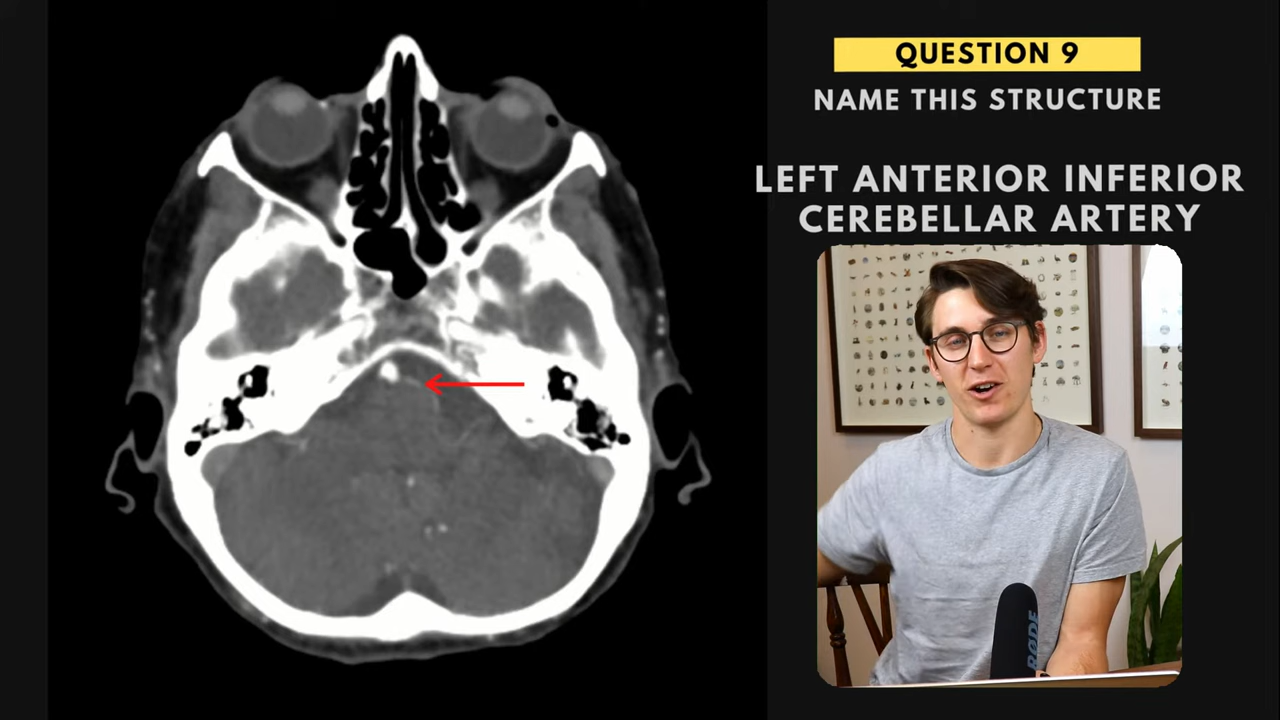 QUESTION 9
NAME THIS STRUCTURE
LEFT ANTERIOR INFERIOR
CEREBELLAR ARTERY
RØDE